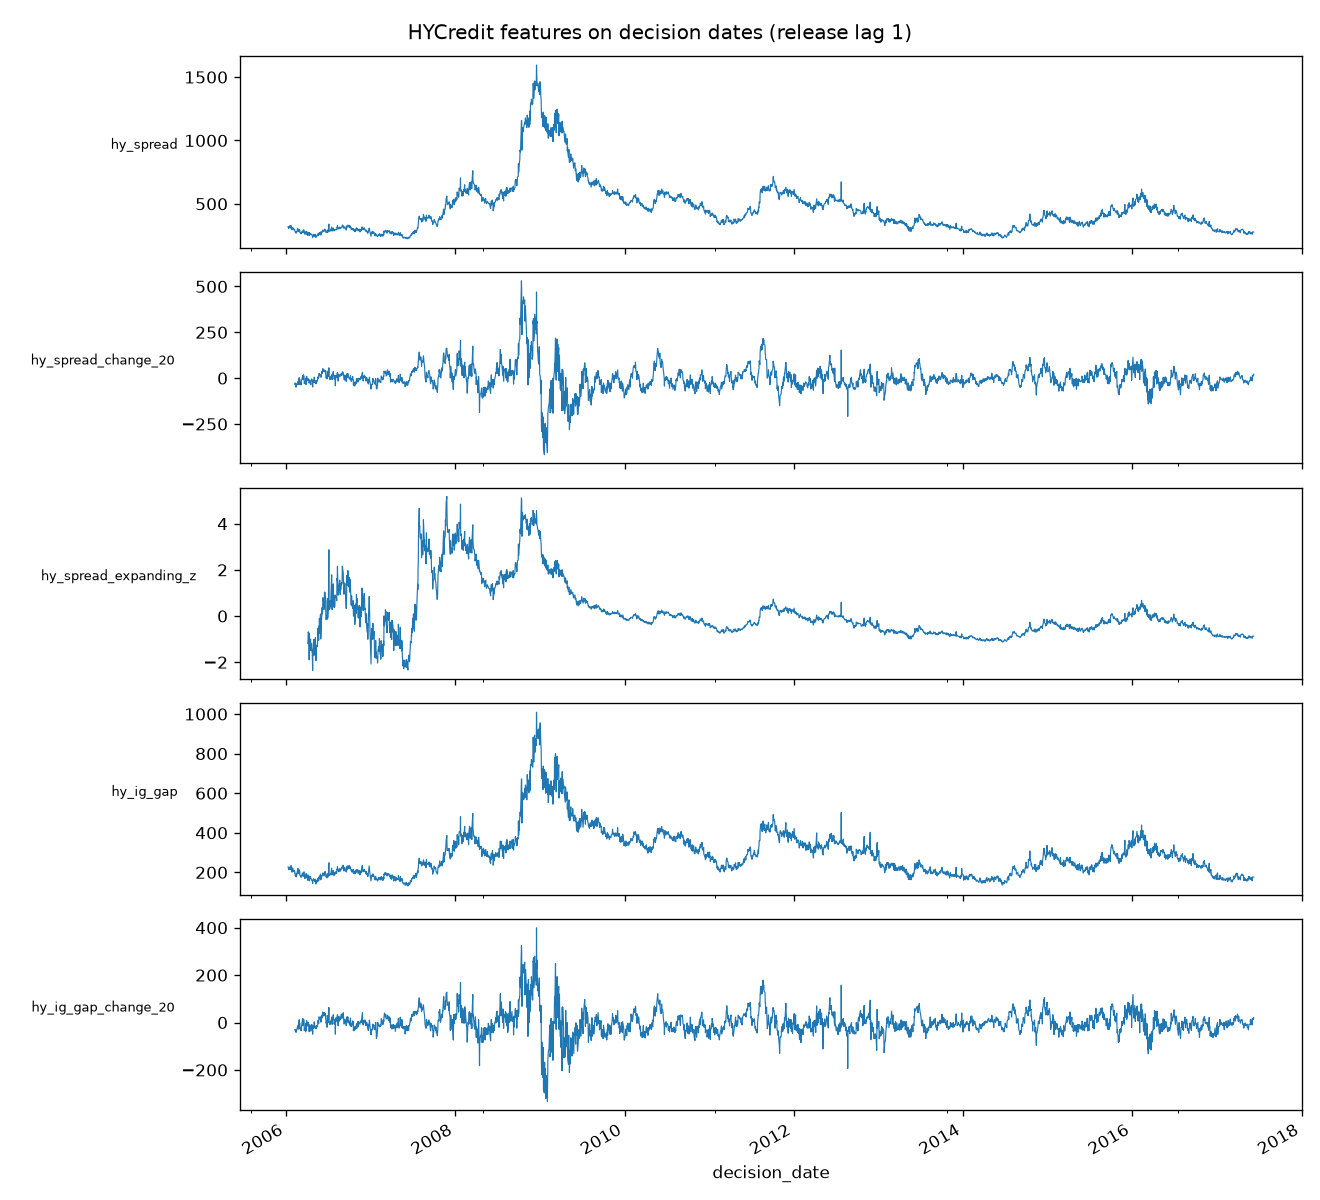 HYCredit features on decision dates (release lag 1)
hy_spread
1500
1000
500
hy_spread_change_20
500
250
0
−250
hy_spread_expanding_z
4
2
0
−2
hy_ig_gap
1000
800
600
400
200
hy_ig_gap_change_20
400
200
0
−200
2006 2008 2010 2012 2014 2016 2018
decision_date